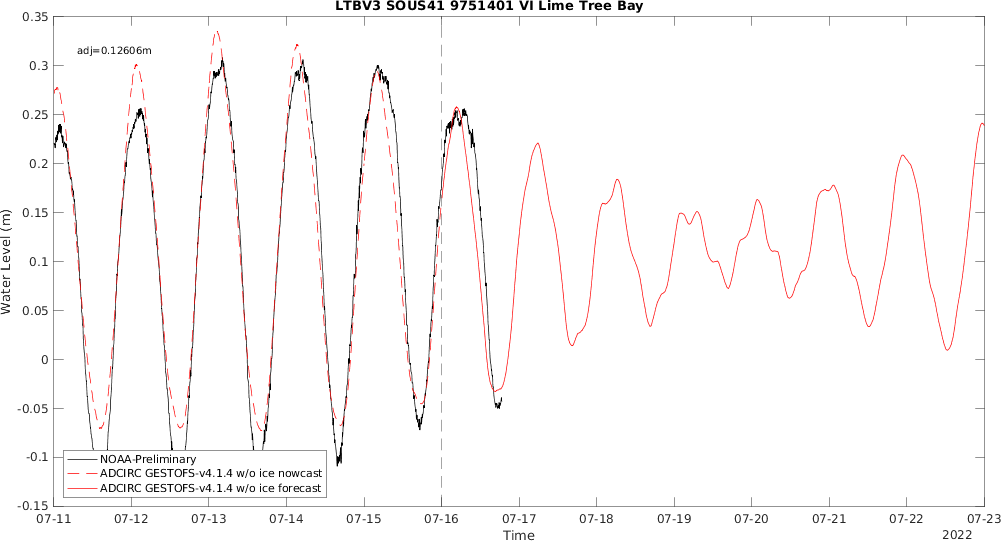 LTBV3 SOUS41 9751401 VI Lime Tree Bay
0.35
adj=0.12606m
0.3
0.25
0.2
0.15
0.1
0.05
0
-0.05
-0.1
-0.15
Water Level (m)
NOAA-Preliminary
ADCIRC GESTOFS-v4.1.4 w/o ice nowcast
ADCIRC GESTOFS-v4.1.4 w/o ice forecast
07-11 07-12 07-13 07-14 07-15 07-16 07-17 07-18 07-19 07-20 07-21 07-22 07-23
Time
2022